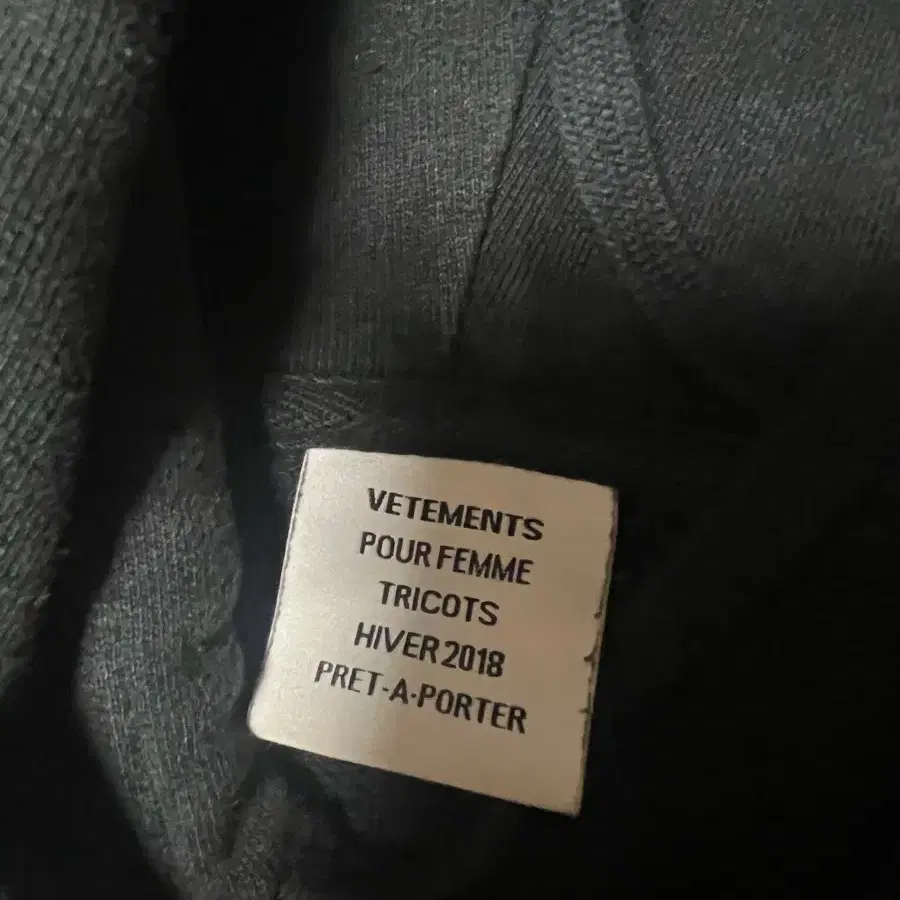 VETEMENTS
POUR FEMME
TRICOTS
HIVER 2018
PRET-A-PORTER